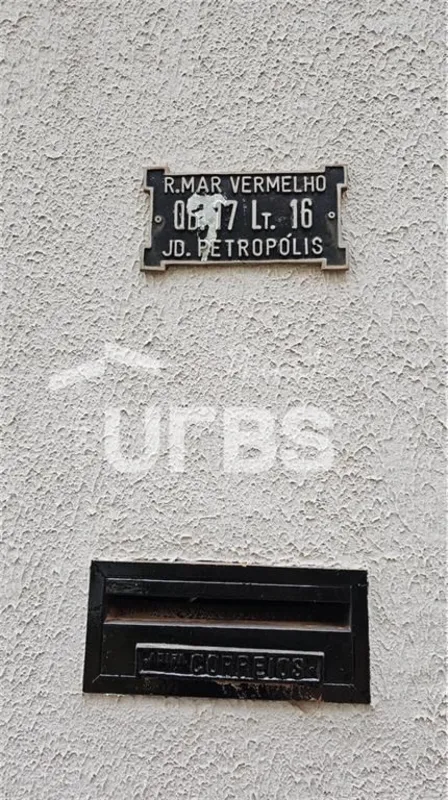 R.MAR VERMELHO
QD.17 LT. 16
JD. PETROPÓLIS
URBS
CORREIOS